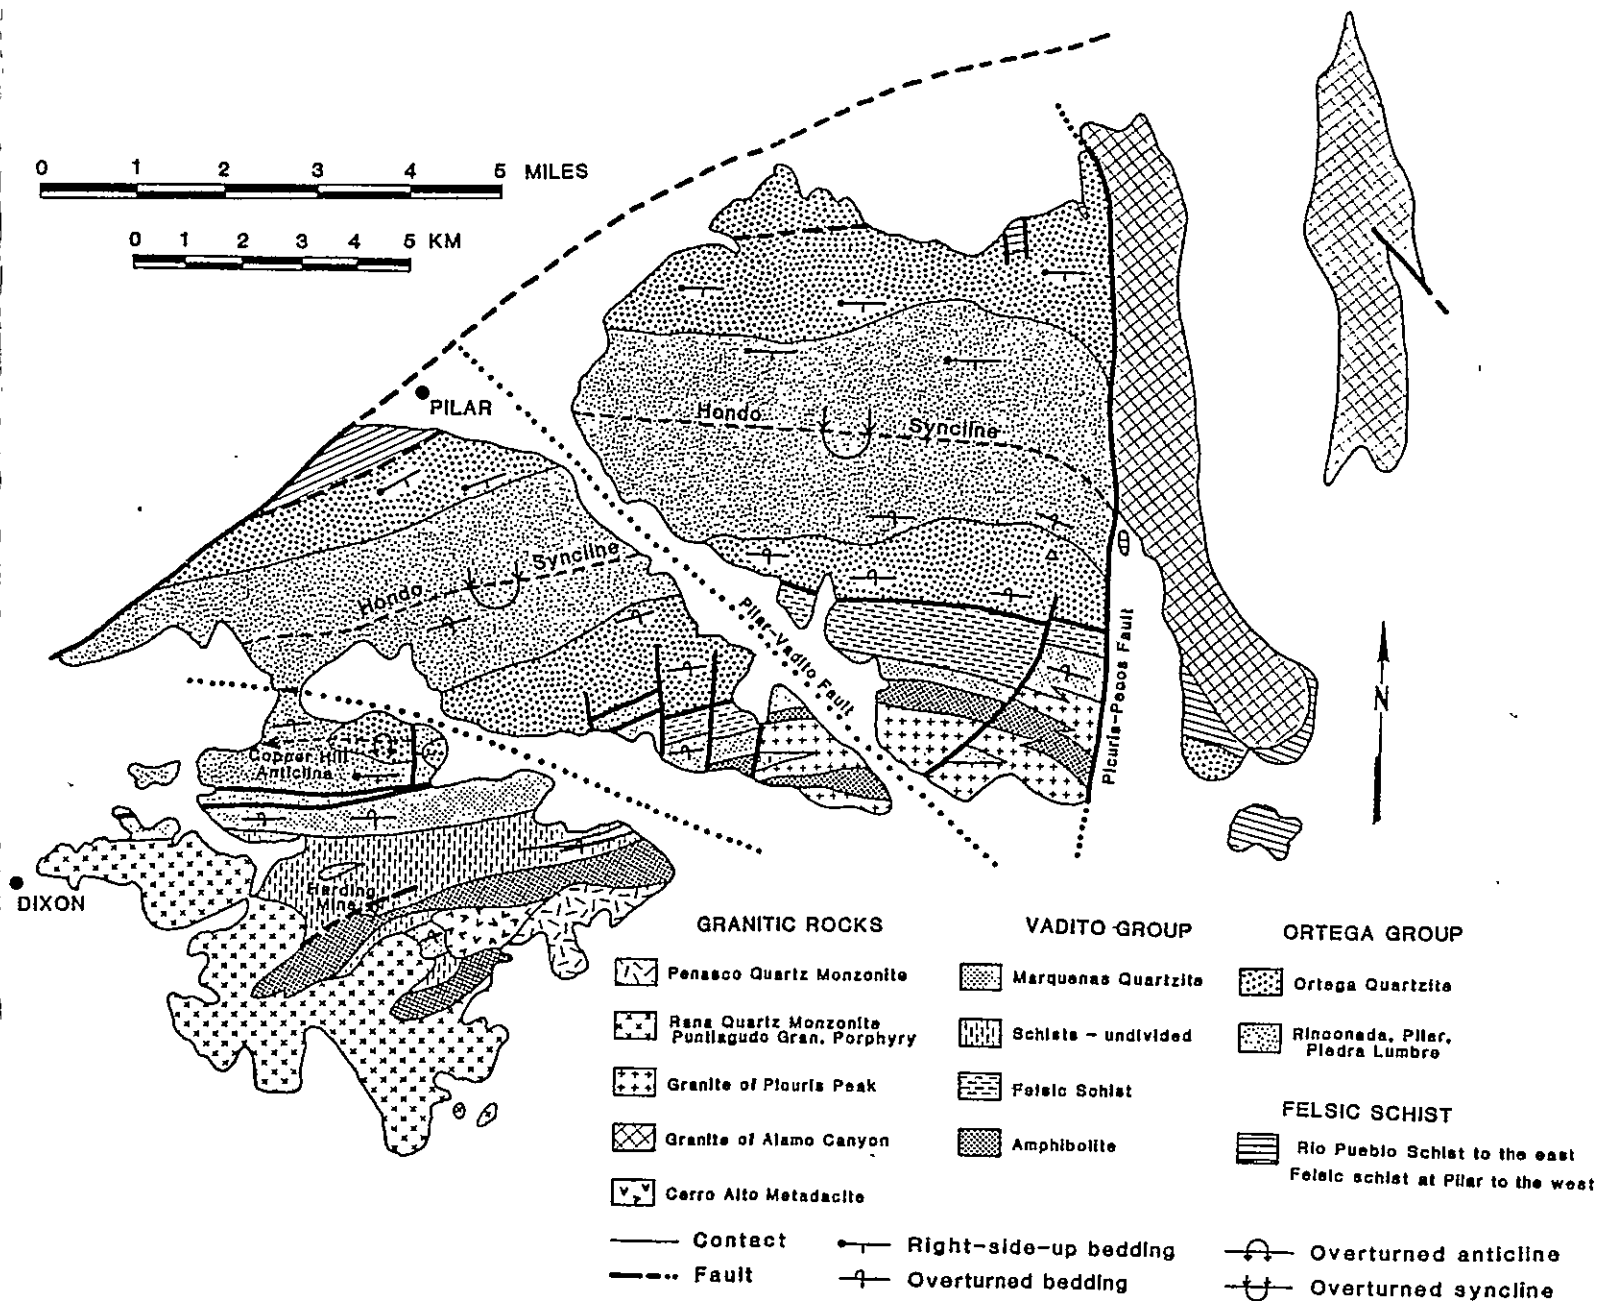 0 1 2 3 4 5 MILES
0 1 2 3 4 5 KM
PILAR
Hondo Syncline
Hondo Syncline
Pilar-Vadito Fault
Picuris-Pecos Fault
N
Copper Hill
Anticline
Harding
Mine
DIXON
GRANITIC ROCKS
Penasco Quartz Monzonite
Rana Quartz Monzonite
Puntiagudo Gran. Porphyry
Granite of Picuris Peak
Granite of Alamo Canyon
Cerro Alto Metadacite
VADITO GROUP
Marquenas Quartzite
Schists - undivided
Felsic Schist
Amphibolite
ORTEGA GROUP
Ortega Quartzite
Rinconada, Pilar,
Piedra Lumbre
FELSIC SCHIST
Rio Pueblo Schist to the east
Felsic schist at Pilar to the west
Contact
Fault
Right-side-up bedding
Overturned bedding
Overturned anticline
Overturned syncline